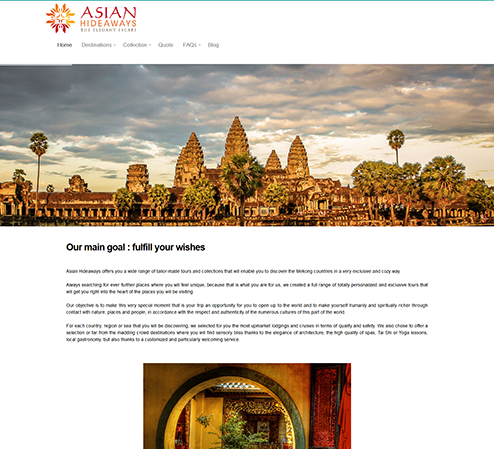 ASIAN
HIDEAWAYS
THE ELEGANT ESCAPE
Home Destinations Collection Quote FAQs Blog
Our main goal : fulfill your wishes
Asian Hideaways offers you a wide range of tailor-made tours and collections that will enable you to discover the Mekong countries in a very exclusive and cozy way.
Always searching for ever further places where you will feel unique, because that is what you are for us, we created a full range of totally personalized and exclusive tours that
will get you right into the heart of the places you will be visiting.
Our objective is to make this very special moment that is your trip an opportunity for you to open up to the world and to make yourself humanly and spiritually richer through
contact with nature, places and people, in accordance with the respect and authenticity of the numerous cultures of this part of the world.
For each country, region or sea that you will be discovering, we selected for you the most upmarket lodgings and cruises in terms of quality and safety. We also chose to offer a
selection or far from the madding crowd destinations where you will find sensory bliss thanks to the elegance of architecture, the high quality of spas, Tai Shi or Yoga lessons,
local gastronomy, but also thanks to a customized and particularly welcoming service.